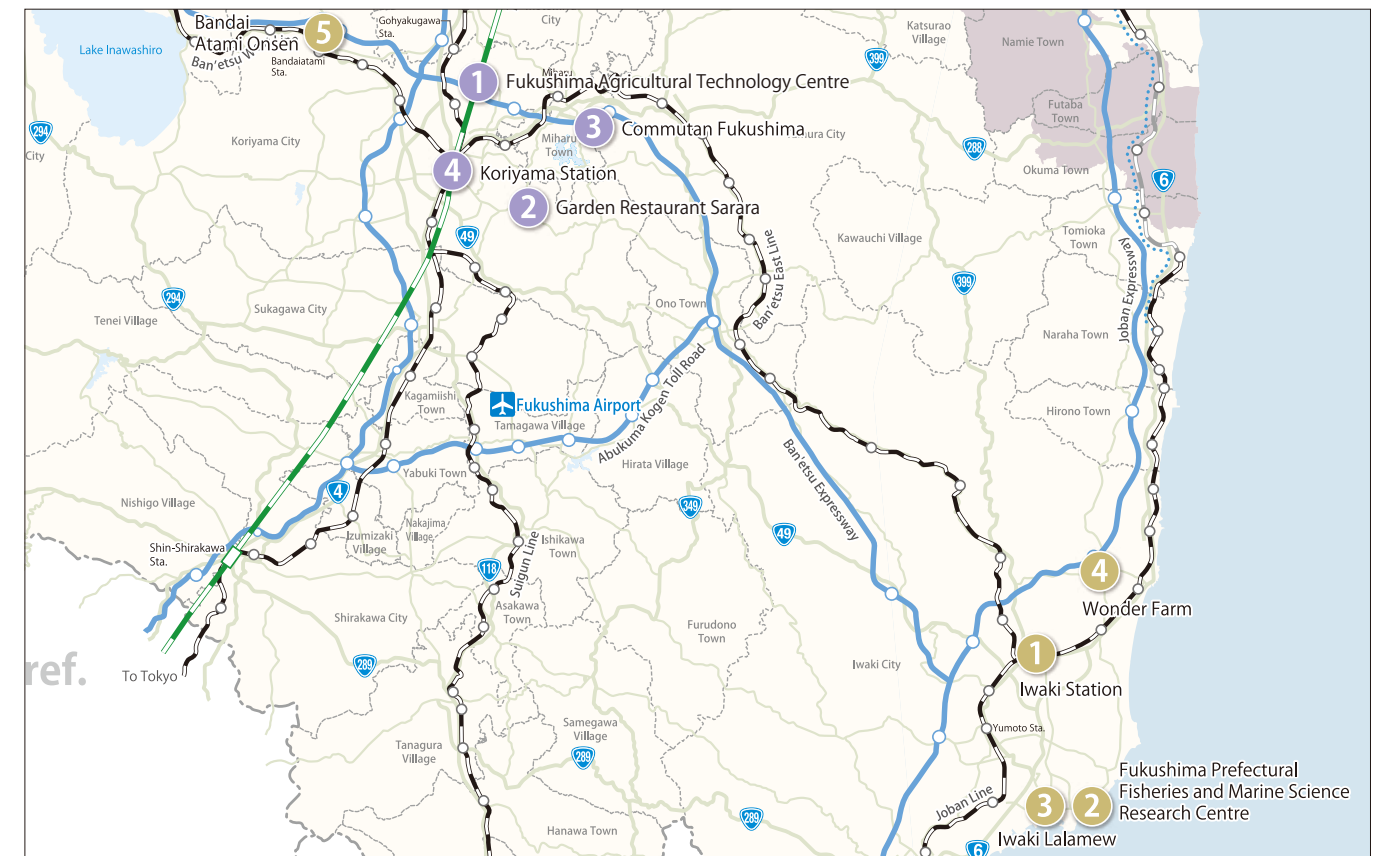 Bandai
Atami Onsen
5
Gohyakugawa
Sta.
City
Katsurao
Village
Namie Town
Lake Inawashiro
Ban'etsu W
Bandaiatami
Sta.
399
1
Fukushima Agricultural Technology Centre
Futaba
Town
294
City
Koriyama City
3
Commutan Fukushima
Miharu
Town
mura City
288
Okuma Town
6
4
Koriyama Station
2
Garden Restaurant Sarara
49
Kawauchi Village
Tomioka
Town
Joban Expressway
Ban'etsu East Line
399
294
Sukagawa City
Ono Town
Tenei Village
Naraha Town
Kagamiishi
Town
Fukushima Airport
Tamagawa Village
Abukuma Kogen Toll Road
Hirono Town
Hirata Village
Yabuki Town
Ban'etsu Expressway
Nishigo Village
4
349
49
Nakajima
Village
Izumizaki
Village
Ishikawa
Town
Shin-Shirakawa
Sta.
118
Suigun Line
4
Wonder Farm
Asakawa
Town
Shirakawa City
Furudono
Town
Iwaki City
289
1
Iwaki Station
ref.
To Tokyo
Samegawa
Village
Yumoto Sta.
Tanagura
Village
289
Fukushima Prefectural
Fisheries and Marine Science
Research Centre
Joban Line
3
2
289
Hanawa Town
Iwaki Lalamew
6